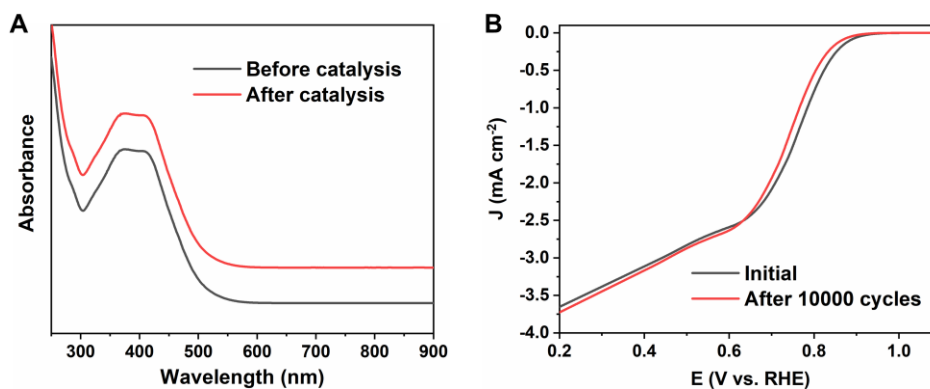 A
Before catalysis
After catalysis
Absorbance
300 400 500 600 700 800 900
Wavelength (nm)
B
0.0
-0.5
-1.0
-1.5
-2.0
-2.5
-3.0
-3.5
-4.0
J (mA cm⁻²)
Initial
After 10000 cycles
0.2 0.4 0.6 0.8 1.0
E (V vs. RHE)